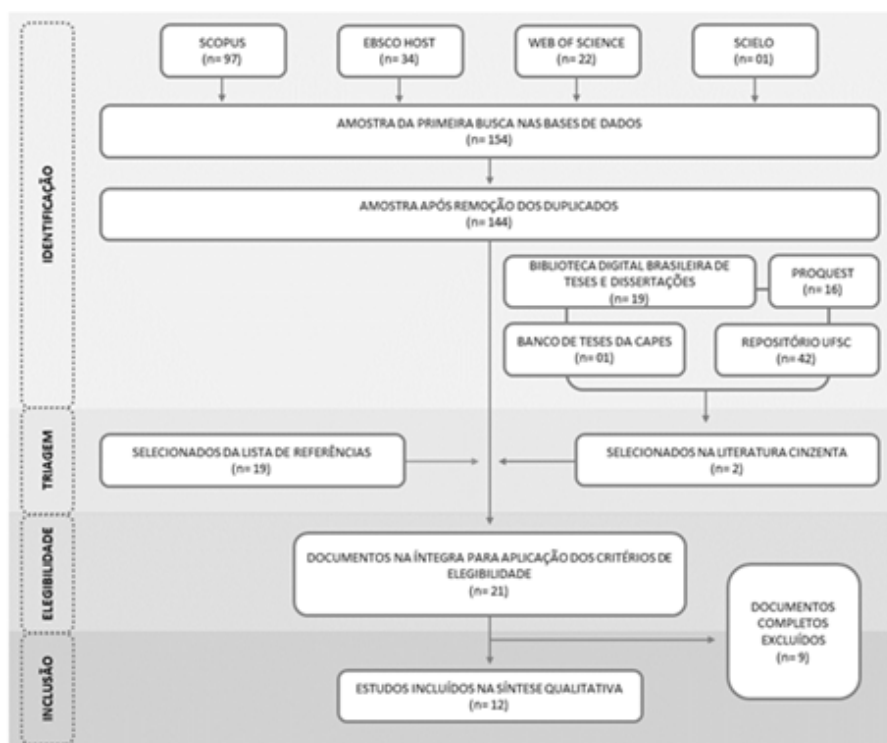 IDENTIFICAÇÃO
SCOPUS
(n= 97)
EBSCO HOST
(n= 34)
WEB OF SCIENCE
(n= 22)
SCIELO
(n= 01)
AMOSTRA DA PRIMEIRA BUSCA NAS BASES DE DADOS
(n= 154)
AMOSTRA APÓS REMOÇÃO DOS DUPLICADOS
(n= 144)
BIBLIOTECA DIGITAL BRASILEIRA DE
TESES E DISSERTAÇÕES
(n= 19)
PROQUEST
(n= 16)
BANCO DE TESES DA CAPES
(n= 01)
REPOSITÓRIO UFSC
(n= 42)
TRIAGEM
SELECIONADOS DA LISTA DE REFERÊNCIAS
(n= 19)
SELECIONADOS NA LITERATURA CINZENTA
(n= 2)
ELEGIBILIDADE
DOCUMENTOS NA ÍNTEGRA PARA APLICAÇÃO DOS CRITÉRIOS DE
ELEGIBILIDADE
(n= 21)
DOCUMENTOS
COMPLETOS
EXCLUÍDOS
(n= 9)
INCLUSÃO
ESTUDOS INCLUÍDOS NA SÍNTESE QUALITATIVA
(n= 12)